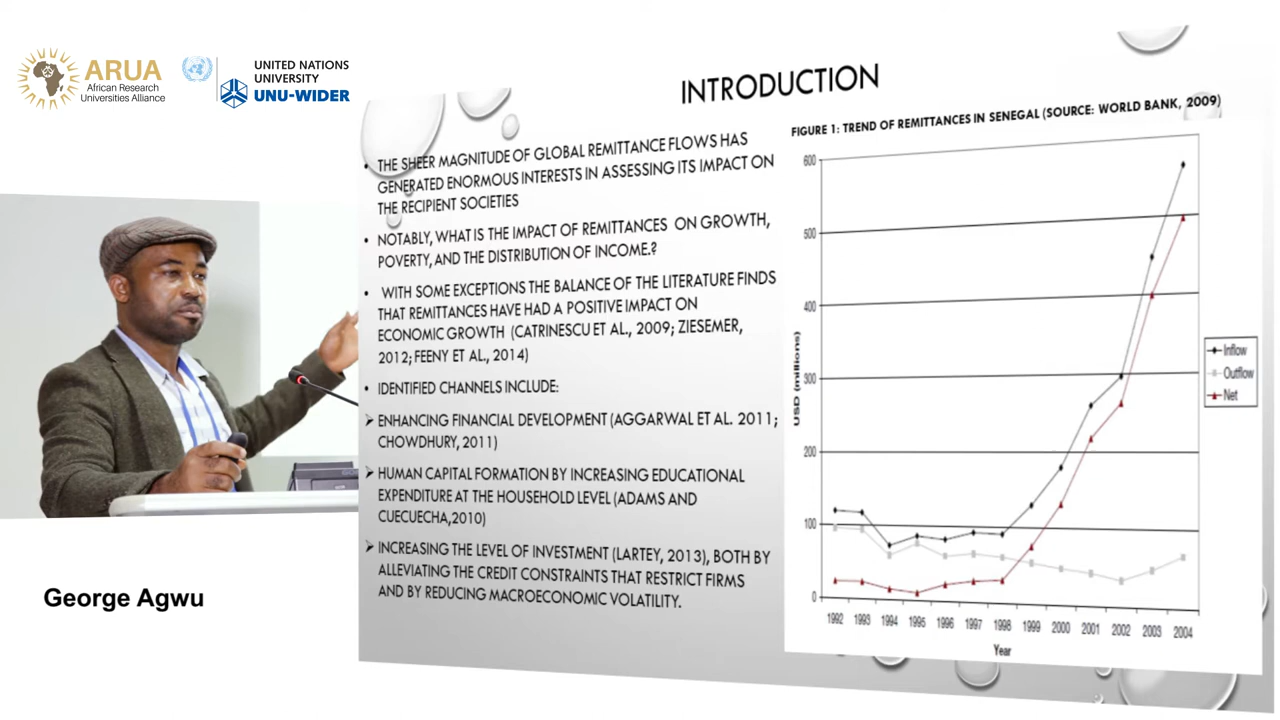 ARUA
African Research
Universities Alliance
UNITED NATIONS
UNIVERSITY
UNU-WIDER
INTRODUCTION
• THE SHEER MAGNITUDE OF GLOBAL REMITTANCE FLOWS HAS
GENERATED ENORMOUS INTERESTS IN ASSESSING ITS IMPACT ON
THE RECIPIENT SOCIETIES
• NOTABLY, WHAT IS THE IMPACT OF REMITTANCES ON GROWTH,
POVERTY, AND THE DISTRIBUTION OF INCOME.?
• WITH SOME EXCEPTIONS THE BALANCE OF THE LITERATURE FINDS
THAT REMITTANCES HAVE HAD A POSITIVE IMPACT ON
ECONOMIC GROWTH (CATRINESCU ET AL., 2009; ZIESEMER,
2012; FEENY ET AL., 2014)
• IDENTIFIED CHANNELS INCLUDE:
➢ ENHANCING FINANCIAL DEVELOPMENT (AGGARWAL ET AL. 2011;
CHOWDHURY, 2011)
➢ HUMAN CAPITAL FORMATION BY INCREASING EDUCATIONAL
EXPENDITURE AT THE HOUSEHOLD LEVEL (ADAMS AND
CUECUECHA,2010)
➢ INCREASING THE LEVEL OF INVESTMENT (LARTEY, 2013), BOTH BY
ALLEVIATING THE CREDIT CONSTRAINTS THAT RESTRICT FIRMS
AND BY REDUCING MACROECONOMIC VOLATILITY.
FIGURE 1: TREND OF REMITTANCES IN SENEGAL (SOURCE: WORLD BANK, 2009)
600
500
400
300
200
100
0
USD (millions)
1992 1993 1994 1995 1996 1997 1998 1999 2000 2001 2002 2003 2004
Year
Inflow
Outflow
Net
George Agwu